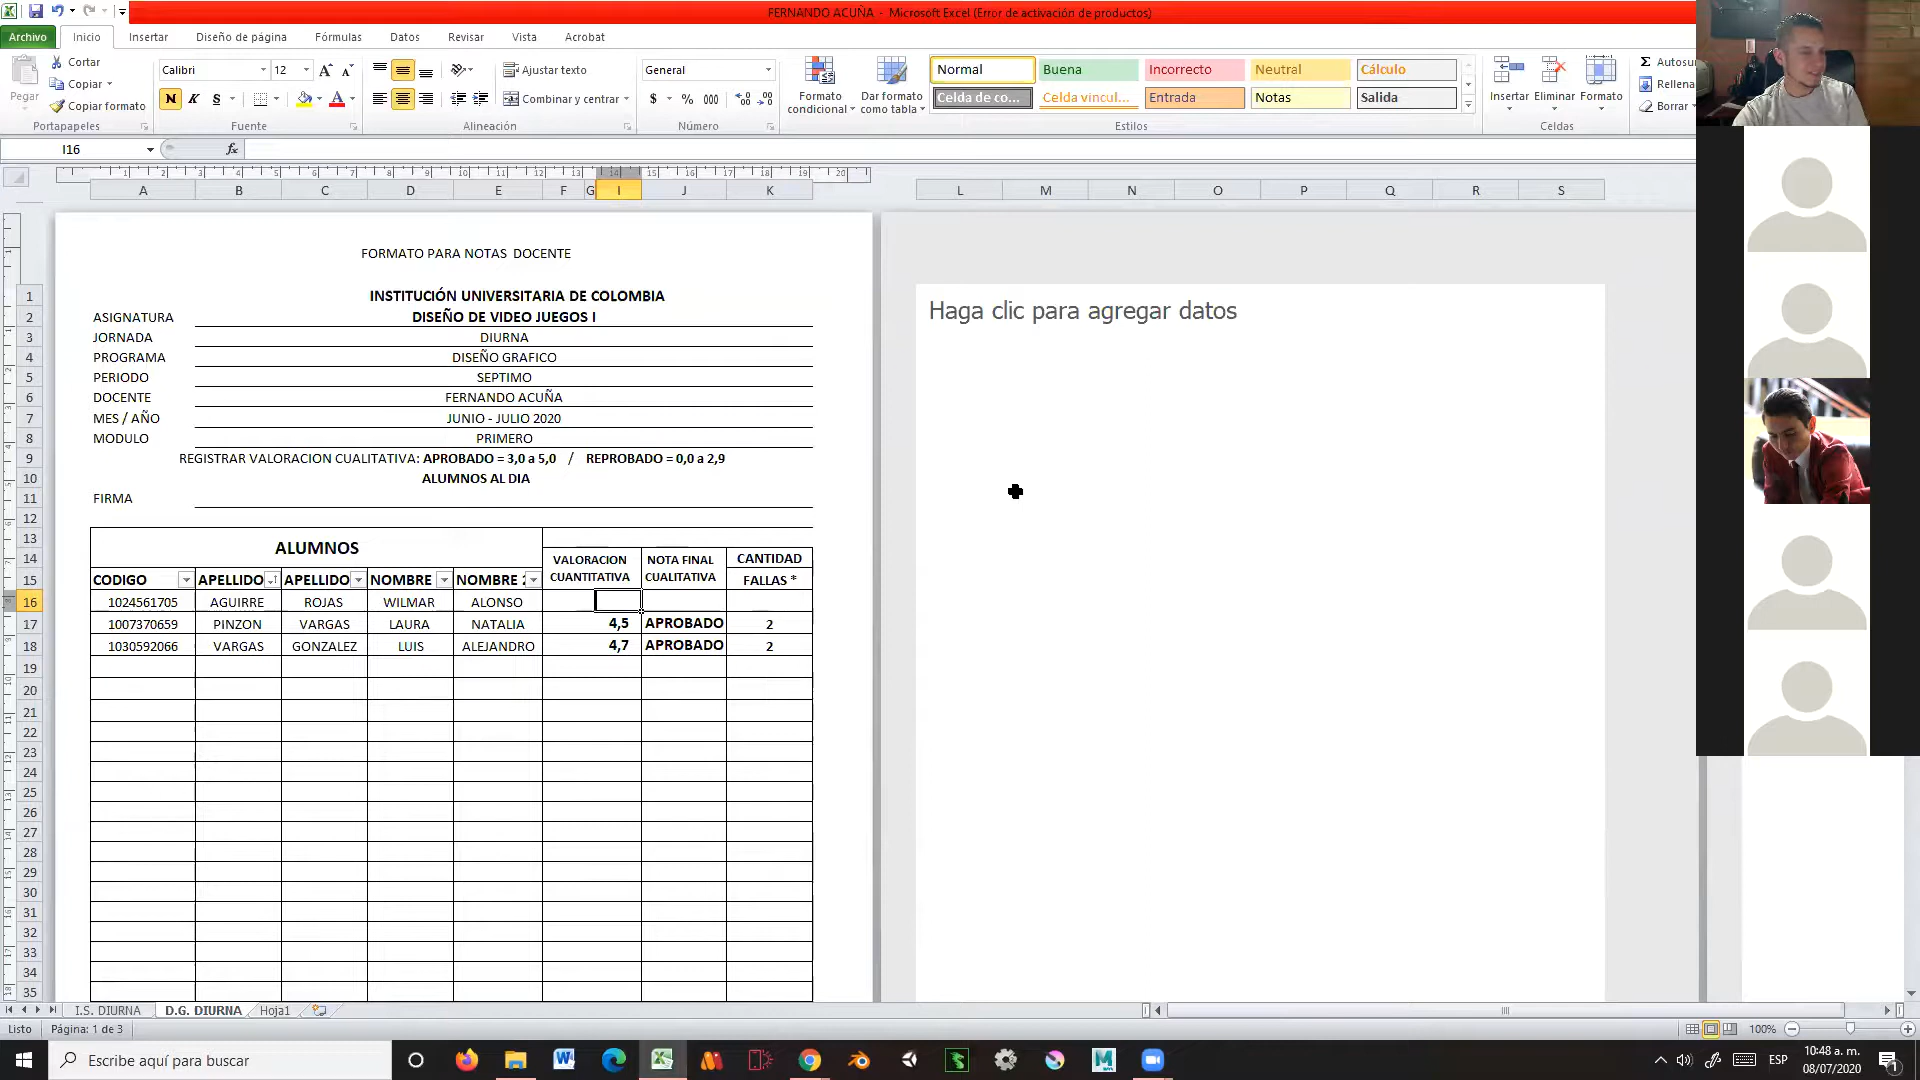 FERNANDO ACUÑA - Microsoft Excel (Error de activación de productos)
Archivo Inicio Insertar Diseño de página Fórmulas Datos Revisar Vista Acrobat
Pegar Cortar Copiar Copiar formato Portapapeles
Calibri 12 N K S Fuente
Ajustar texto Combinar y centrar Alineación
General $ % 000 Número
Formato condicional Dar formato como tabla
Normal Buena Incorrecto Neutral Cálculo
Celda de co... Celda vincul... Entrada Notas Salida
Estilos
Insertar Eliminar Formato Celdas
Autosu
Rellena
Borrar
I16 fx
A B C D E F G I J K L M N O P Q R S
FORMATO PARA NOTAS DOCENTE
1 INSTITUCIÓN UNIVERSITARIA DE COLOMBIA
2 ASIGNATURA DISEÑO DE VIDEO JUEGOS I
3 JORNADA DIURNA
4 PROGRAMA DISEÑO GRAFICO
5 PERIODO SEPTIMO
6 DOCENTE FERNANDO ACUÑA
7 MES / AÑO JUNIO - JULIO 2020
8 MODULO PRIMERO
9 REGISTRAR VALORACION CUALITATIVA: APROBADO = 3,0 a 5,0 / REPROBADO = 0,0 a 2,9
10 ALUMNOS AL DIA
11 FIRMA
12
13
14 ALUMNOS VALORACION CUANTITATIVA NOTA FINAL CUALITATIVA CANTIDAD
15 CODIGO APELLIDO APELLIDO NOMBRE NOMBRE FALLAS *
16 1024561705 AGUIRRE ROJAS WILMAR ALONSO
17 1007370659 PINZON VARGAS LAURA NATALIA 4,5 APROBADO 2
18 1030592066 VARGAS GONZALEZ LUIS ALEJANDRO 4,7 APROBADO 2
19
20
21
22
23
24
25
26
27
28
29
30
31
32
33
34
35
Haga clic para agregar datos
I.S. DIURNA D.G. DIURNA Hoja1
Listo Página: 1 de 3 100%
Escribe aquí para buscar
ESP 10:48 a. m.
08/07/2020